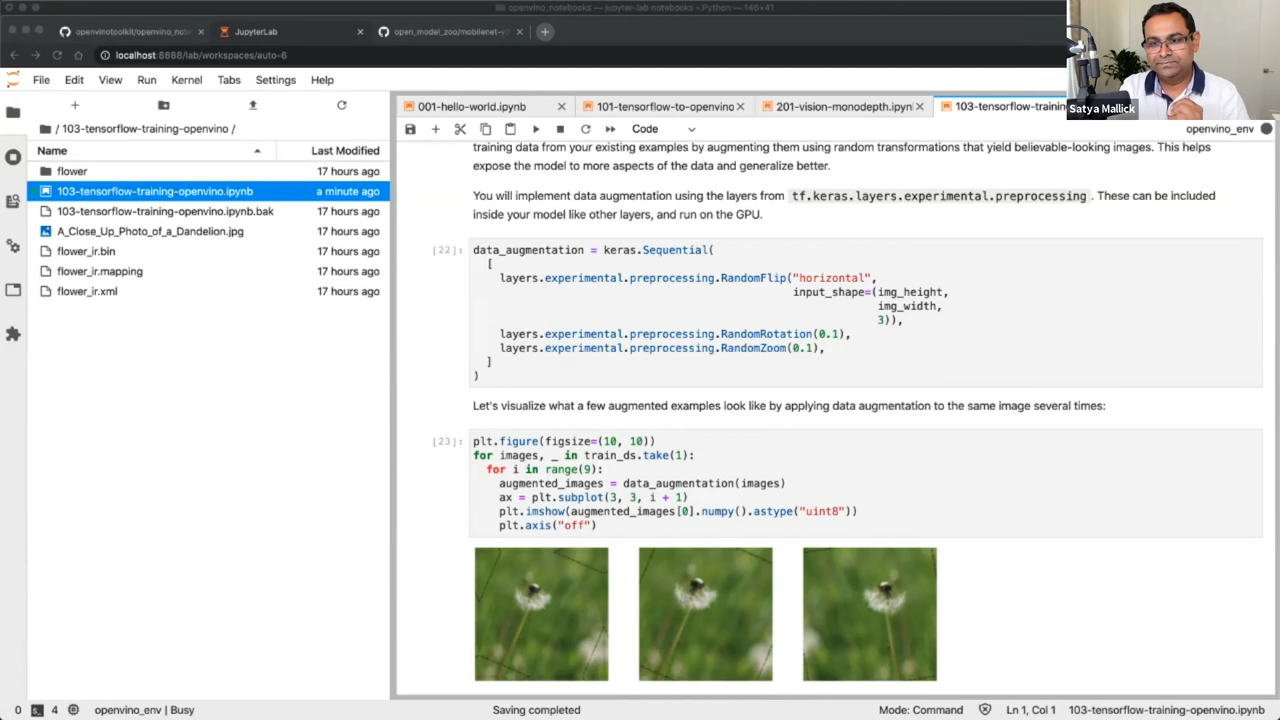 openvino_notebooks — jupyter-lab notebooks • Python — 146×41
openvinotoolkit/openvino_note
JupyterLab
open_model_zoo/mobilenet-v2
localhost:8888/lab/workspaces/auto-6
File Edit View Run Kernel Tabs Settings Help
Satya Mallick
/ 103-tensorflow-training-openvino /
Name Last Modified
flower 17 hours ago
103-tensorflow-training-openvino.ipynb a minute ago
103-tensorflow-training-openvino.ipynb.bak 17 hours ago
A_Close_Up_Photo_of_a_Dandelion.jpg 17 hours ago
flower_ir.bin 17 hours ago
flower_ir.mapping 17 hours ago
flower_ir.xml 17 hours ago
001-hello-world.ipynb
101-tensorflow-to-openvino
201-vision-monodepth.ipyn
103-tensorflow-training
Code
openvino_env
training data from your existing examples by augmenting them using random transformations that yield believable-looking images. This helps
expose the model to more aspects of the data and generalize better.
You will implement data augmentation using the layers from tf.keras.layers.experimental.preprocessing . These can be included
inside your model like other layers, and run on the GPU.
[22]: data_augmentation = keras.Sequential(
[
layers.experimental.preprocessing.RandomFlip("horizontal",
input_shape=(img_height,
img_width,
3)),
layers.experimental.preprocessing.RandomRotation(0.1),
layers.experimental.preprocessing.RandomZoom(0.1),
]
)
Let's visualize what a few augmented examples look like by applying data augmentation to the same image several times:
[23]: plt.figure(figsize=(10, 10))
for images, _ in train_ds.take(1):
for i in range(9):
augmented_images = data_augmentation(images)
ax = plt.subplot(3, 3, i + 1)
plt.imshow(augmented_images[0].numpy().astype("uint8"))
plt.axis("off")
0 4 openvino_env | Busy
Saving completed
Mode: Command
Ln 1, Col 1 103-tensorflow-training-openvino.ipynb